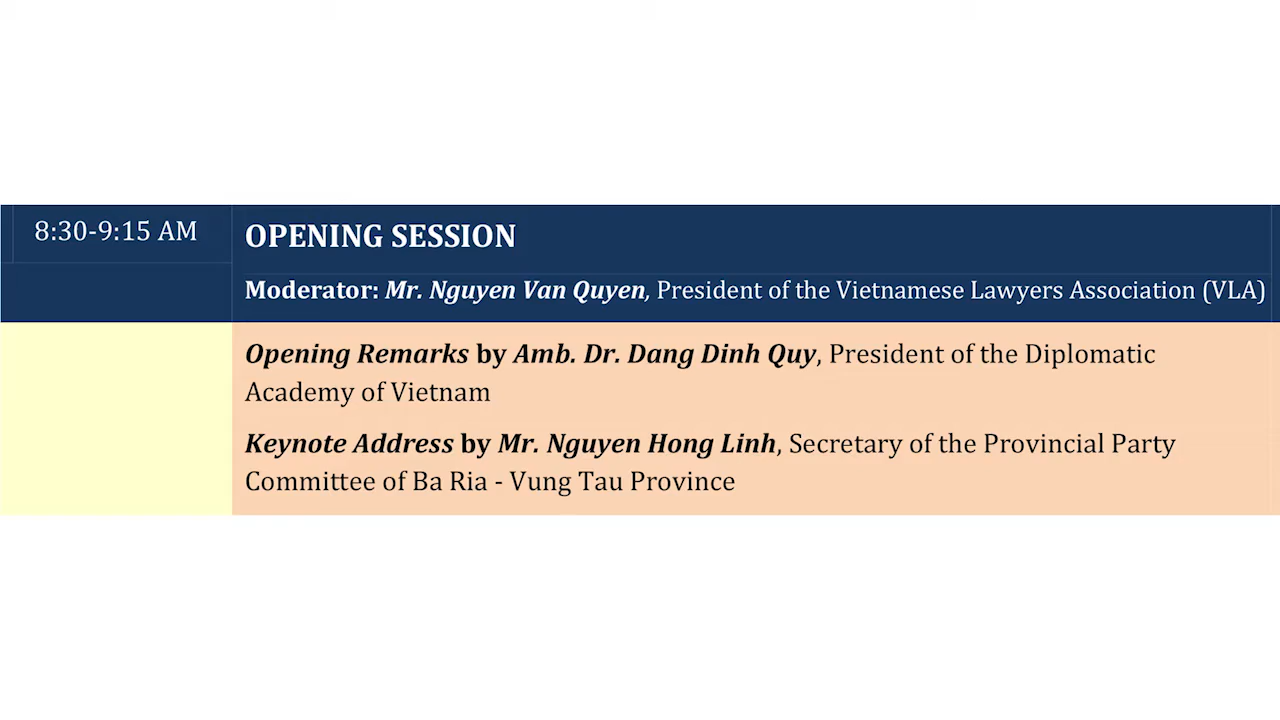 8:30-9:15 AM
OPENING SESSION
Moderator: Mr. Nguyen Van Quyen, President of the Vietnamese Lawyers Association (VLA)
Opening Remarks by Amb. Dr. Dang Dinh Quy, President of the Diplomatic
Academy of Vietnam
Keynote Address by Mr. Nguyen Hong Linh, Secretary of the Provincial Party
Committee of Ba Ria - Vung Tau Province